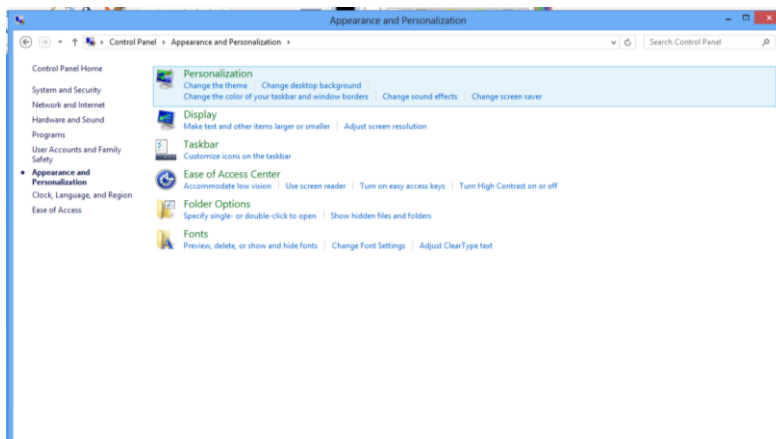 Appearance and Personalization
Control Panel › Appearance and Personalization ›
Search Control Panel
Control Panel Home
System and Security
Network and Internet
Hardware and Sound
Programs
User Accounts and Family
Safety
Appearance and
Personalization
Clock, Language, and Region
Ease of Access
Personalization
Change the theme | Change desktop background
Change the color of your taskbar and window borders | Change sound effects | Change screen saver
Display
Make text and other items larger or smaller | Adjust screen resolution
Taskbar
Customize icons on the taskbar
Ease of Access Center
Accommodate low vision | Use screen reader | Turn on easy access keys | Turn High Contrast on or off
Folder Options
Specify single- or double-click to open | Show hidden files and folders
Fonts
Preview, delete, or show and hide fonts | Change Font Settings | Adjust ClearType text